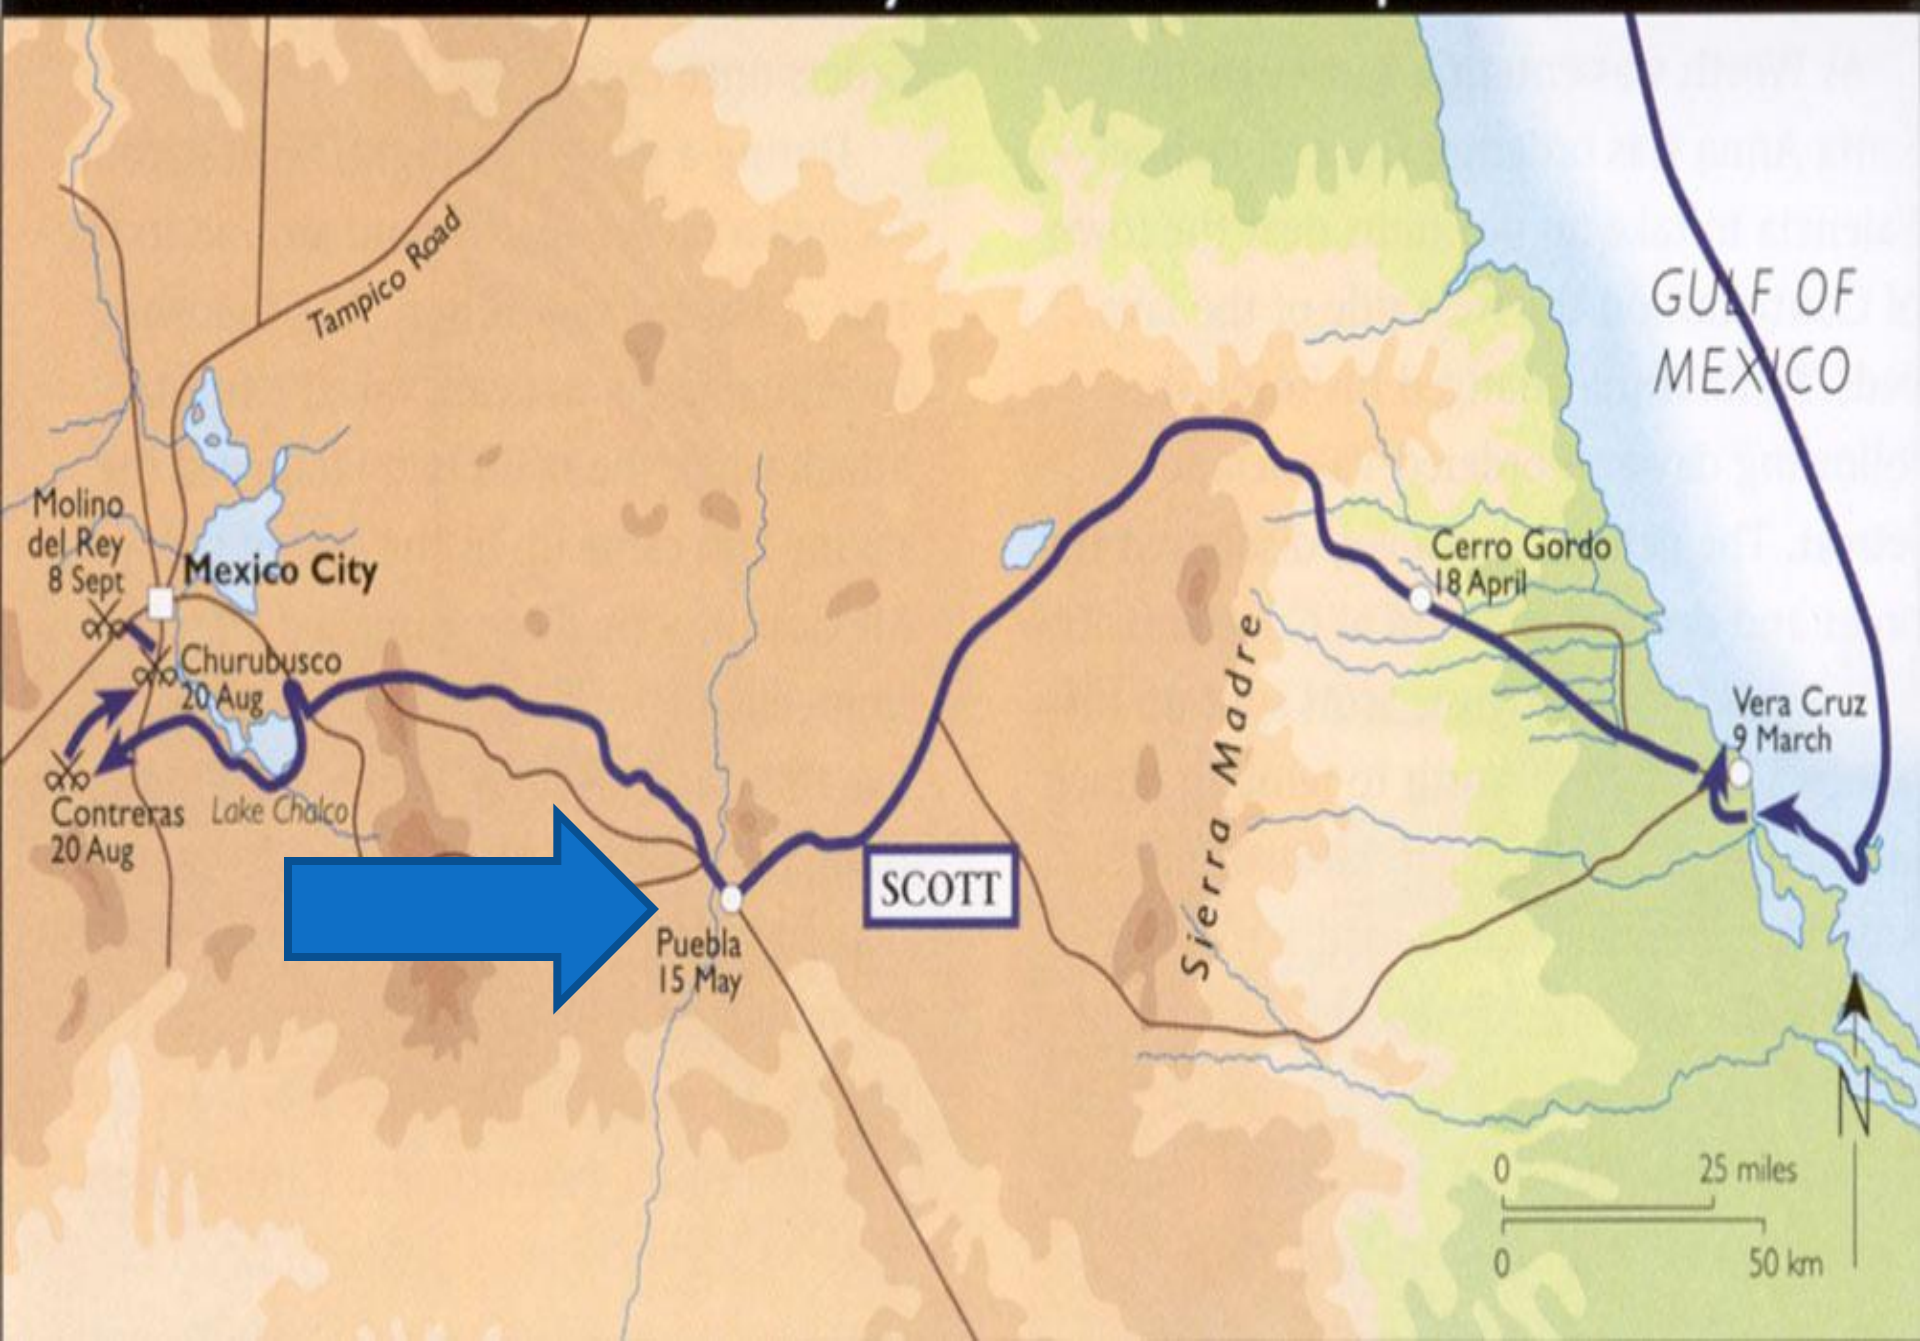 Tampico Road
GULF OF
MEXICO
Molino
del Rey
8 Sept
Mexico City
Cerro Gordo
18 April
Churubusco
20 Aug
Sierra Madre
Vera Cruz
9 March
Contreras
20 Aug
Lake Chalco
SCOTT
Puebla
15 May
N
0 25 miles
0 50 km